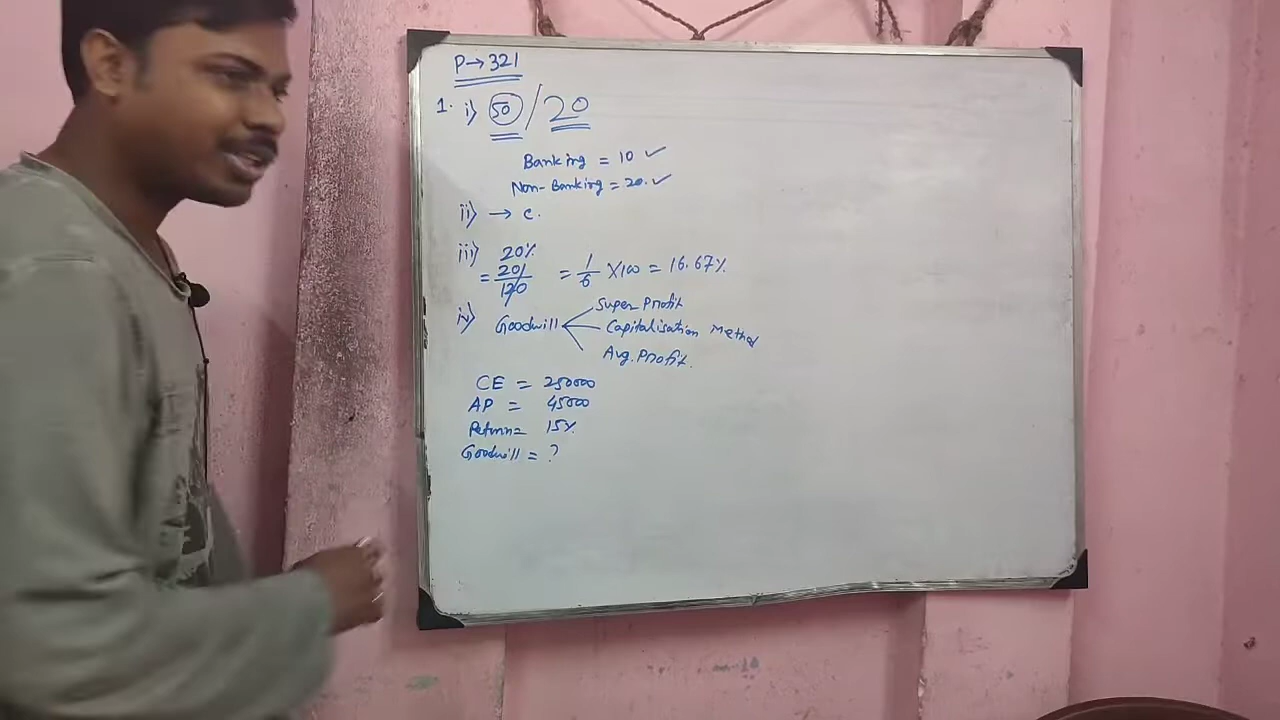 P→321
1. i) 50 / 20
Banking = 10 ✓
Non-Banking = 20. ✓
ii) → c.
iii) 20%
= 20/120 = 1/6 X100 = 16.67%
iv) Goodwill
Super Profit
Capitalisation Method
Avg. Profit.
CE = 250000
AP = 45000
Return = 15%
Goodwill = ?